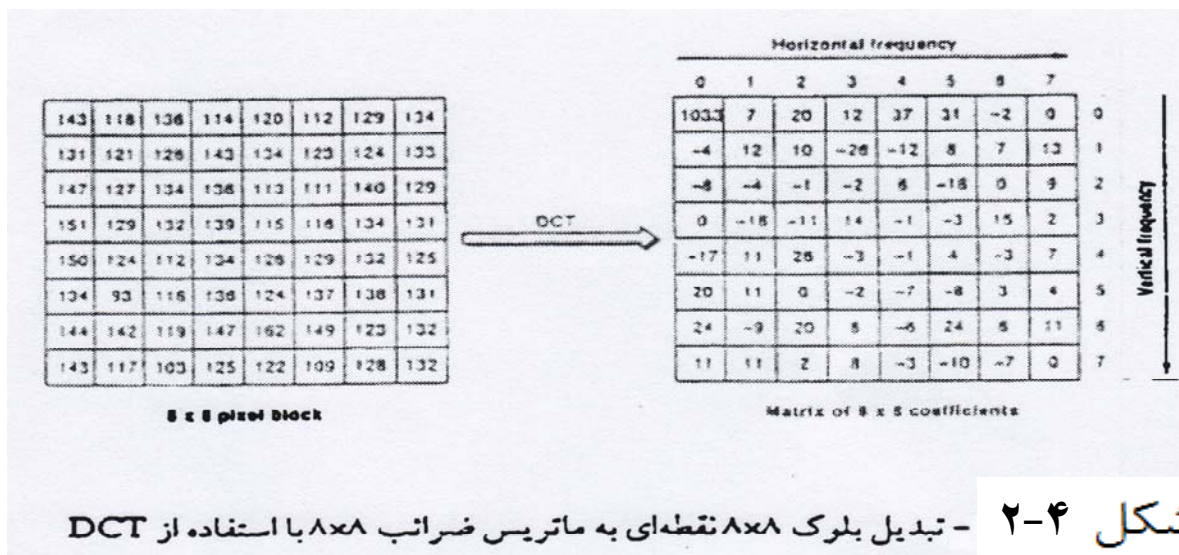 Horizontal frequency
0 1 2 3 4 5 6 7
143 118 136 114 120 112 129 134
131 121 126 143 134 123 124 133
147 127 134 136 113 111 140 129
151 129 132 139 115 116 134 131
150 124 112 134 126 129 132 125
134 93 116 136 124 137 138 131
144 142 119 147 162 149 123 132
143 117 103 125 122 109 128 132
8 x 8 pixel block
DCT
1033 7 20 12 37 31 -2 0 0
-4 12 10 -26 -12 8 7 13 1
-8 -4 -1 -2 6 -18 0 9 2
0 -18 -11 14 -1 -3 15 2 3
-17 11 26 -3 -1 4 -3 7 4
20 11 0 -2 -7 -8 3 4 5
24 -9 20 6 -6 24 6 11 6
11 11 2 8 -3 -10 -7 0 7
Vertical frequency
Matrix of 8 x 8 coefficients
شکل ۴-۲ - تبدیل بلوک ۸x۸ نقطه‌ای به ماتریس ضرائب ۸x۸ با استفاده از DCT